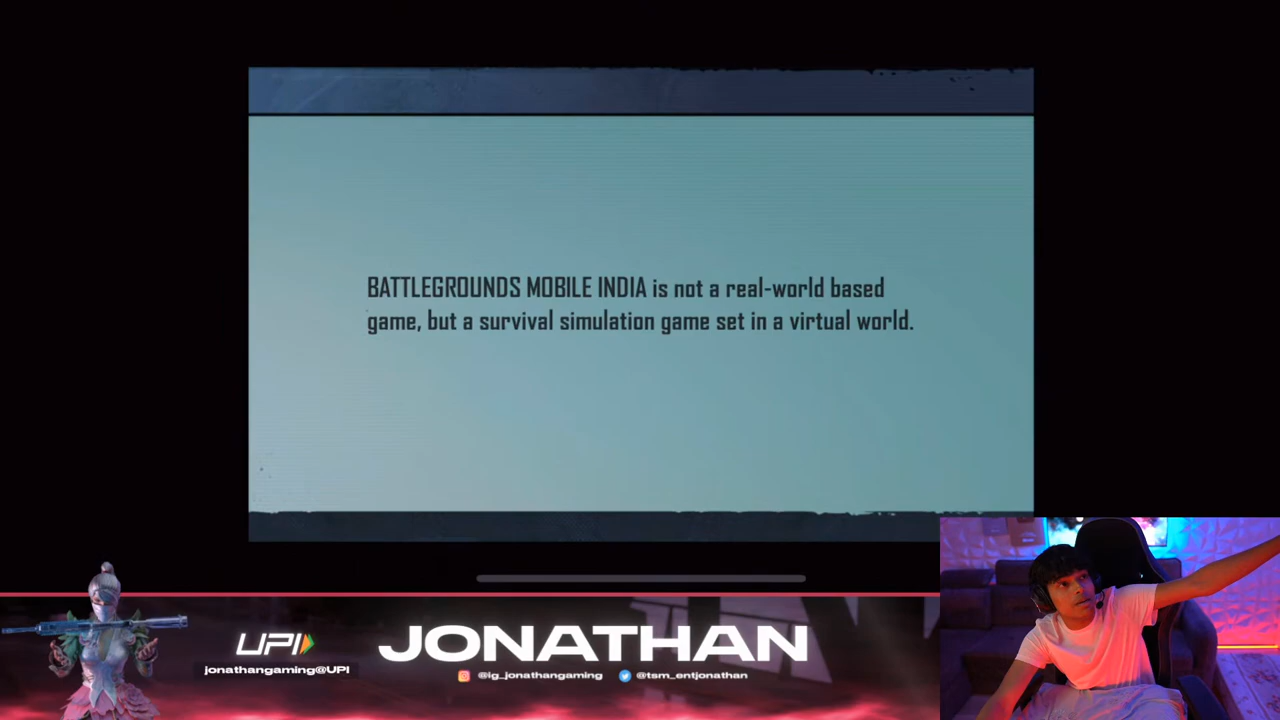 BATTLEGROUNDS MOBILE INDIA is not a real-world based
game, but a survival simulation game set in a virtual world.
UPI
jonathangaming@UPI
JONATHAN
@ig_jonathangaming @tsm_entjonathan